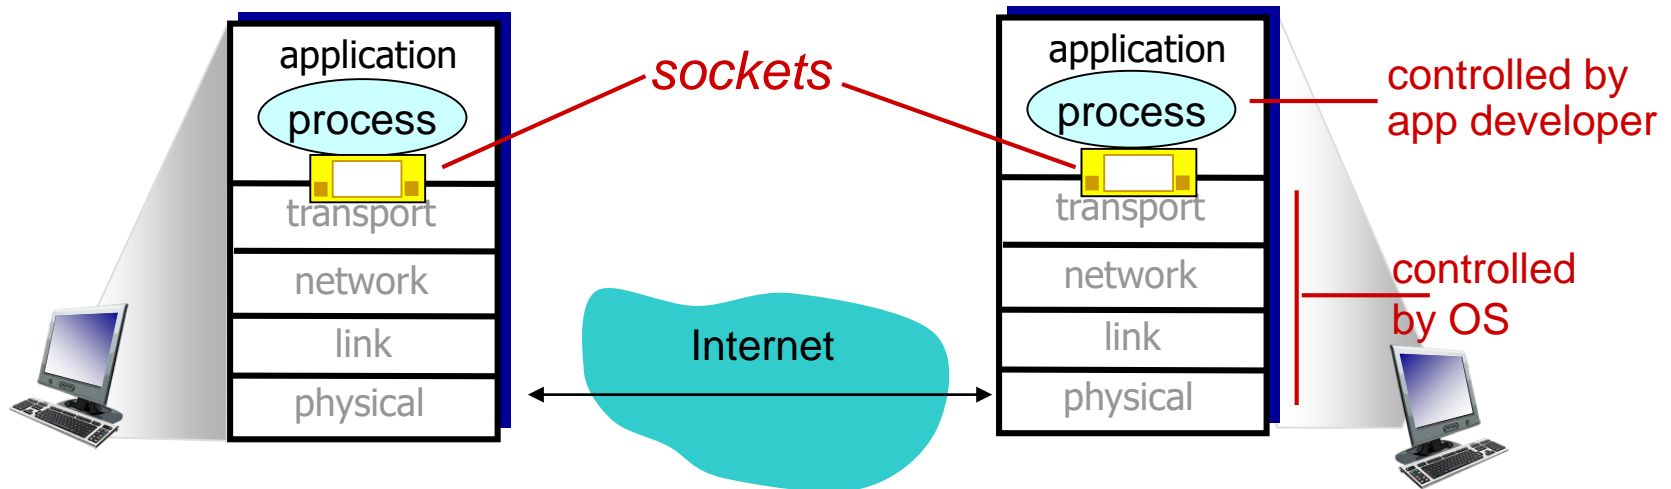 application
process
transport
network
link
physical
sockets
Internet
application
process
transport
network
link
physical
controlled by
app developer
controlled
by OS